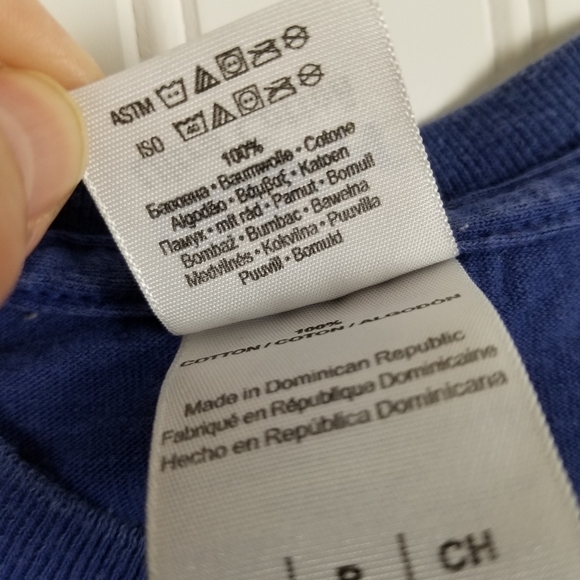 ASTM
ISO 40
100%
Бавовна • Baumwolle • Cotone
Algodão • Βάμβαξ • Katoen
Памук • mit råd • Pamut • Bomull
Bombaž • Bumbac • Bawełna
Medvilnės • Kokvilna • Puuvilla
Puuvill • Bomuld
100%
COTTON / COTON / ALGODÓN
Made in Dominican Republic
Fabriqué en République Dominicaine
Hecho en República Dominicana
P CH